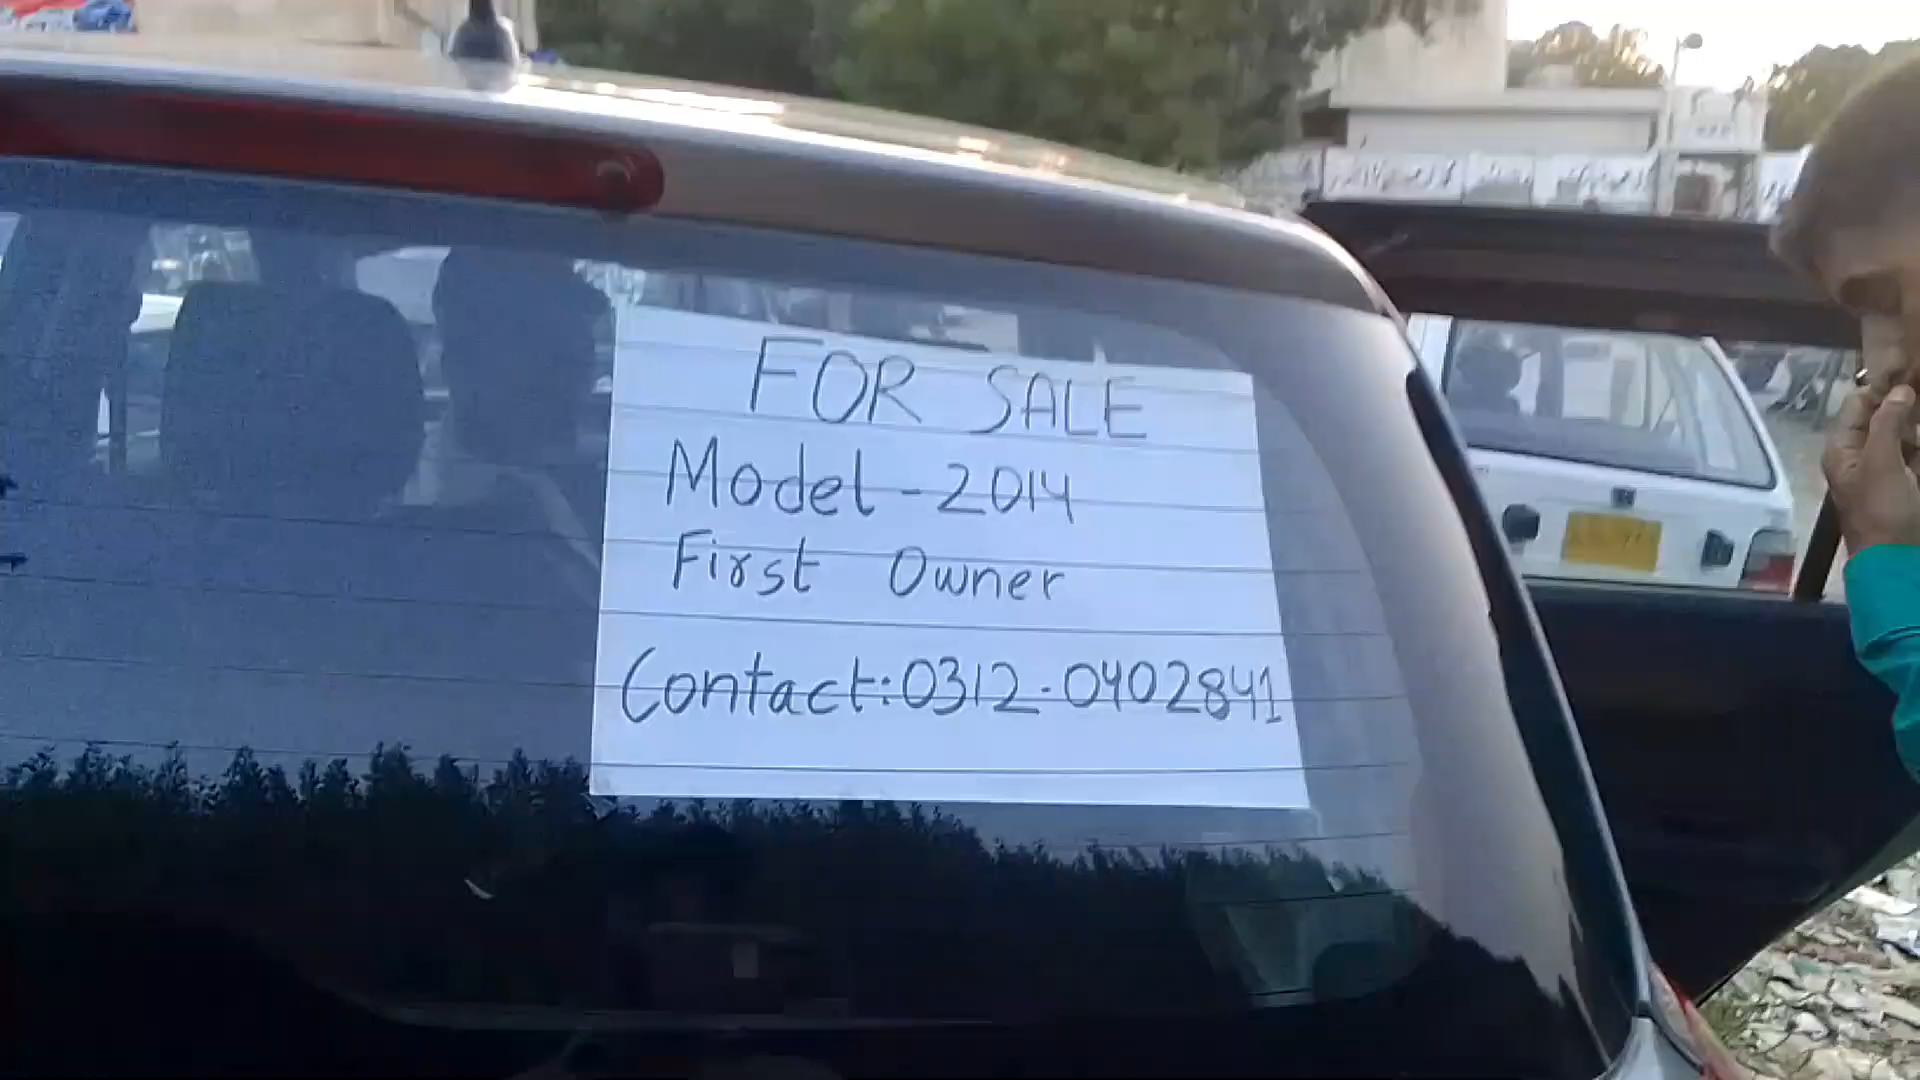 FOR SALE
Model - 2014
First Owner
Contact: 0312-0402841